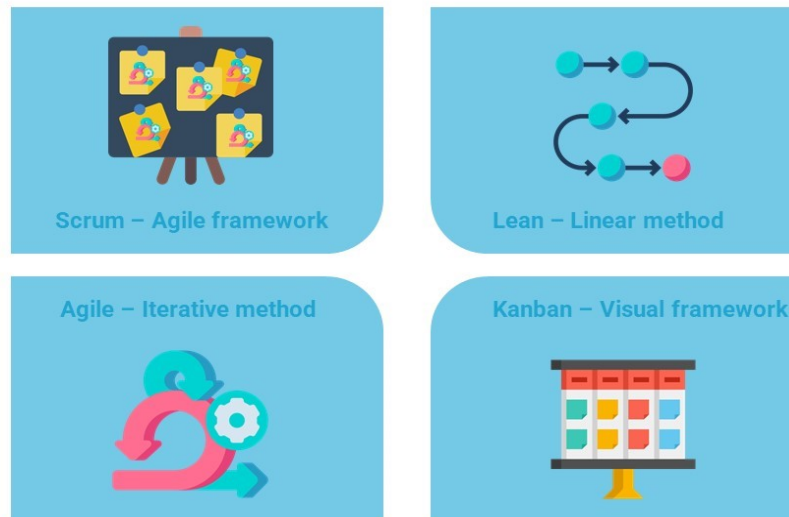 Scrum – Agile framework
Lean – Linear method
Agile – Iterative method
Kanban – Visual framework